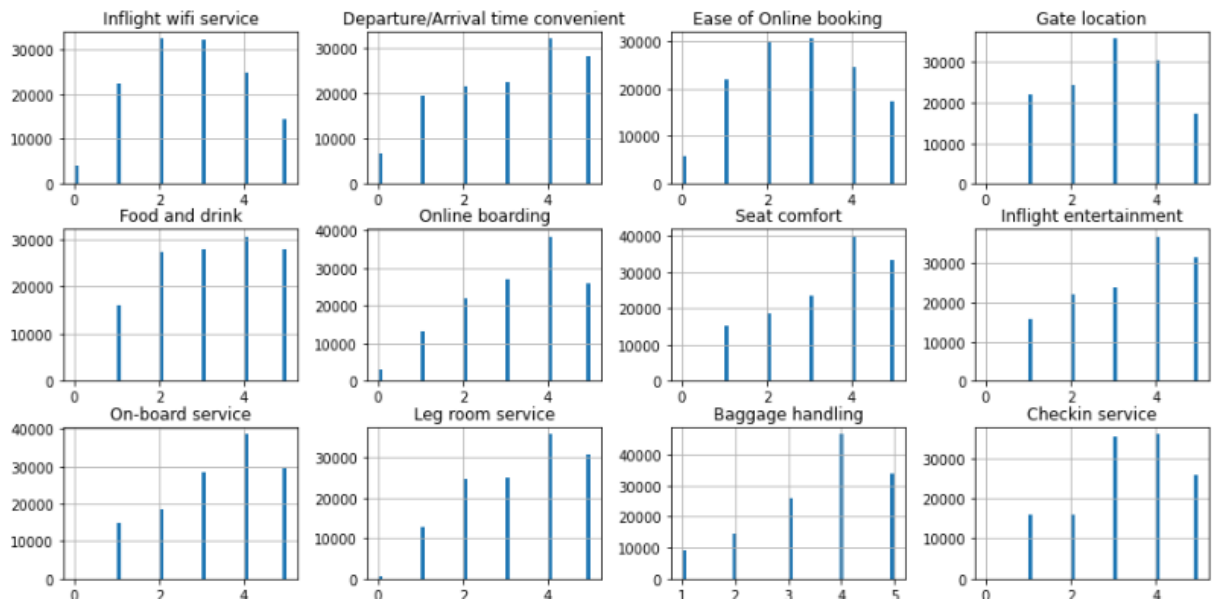 Inflight wifi service Departure/Arrival time convenient Ease of Online booking Gate location
30000 30000 30000 30000
20000 20000 20000 20000
10000 10000 10000 10000
0 0 0 0
0 2 4 0 2 4 0 2 4 0 2 4
Food and drink Online boarding Seat comfort Inflight entertainment
30000 40000 40000 30000
20000 30000 30000 20000
10000 20000 20000 10000
0 10000 10000 0
0 0
0 2 4 0 2 4 0 2 4 0 2 4
On-board service Leg room service Baggage handling Checkin service
40000 30000 40000 30000
30000 20000 30000 20000
20000 10000 20000 10000
10000 0 10000 0
0 0
0 2 4 0 2 4 1 2 3 4 5 0 2 4